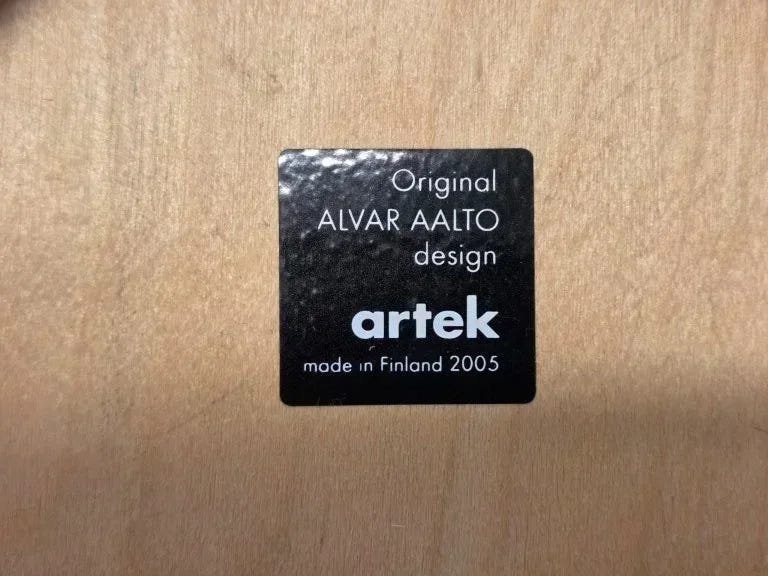 Original
ALVAR AALTO
design
artek
made in Finland 2005